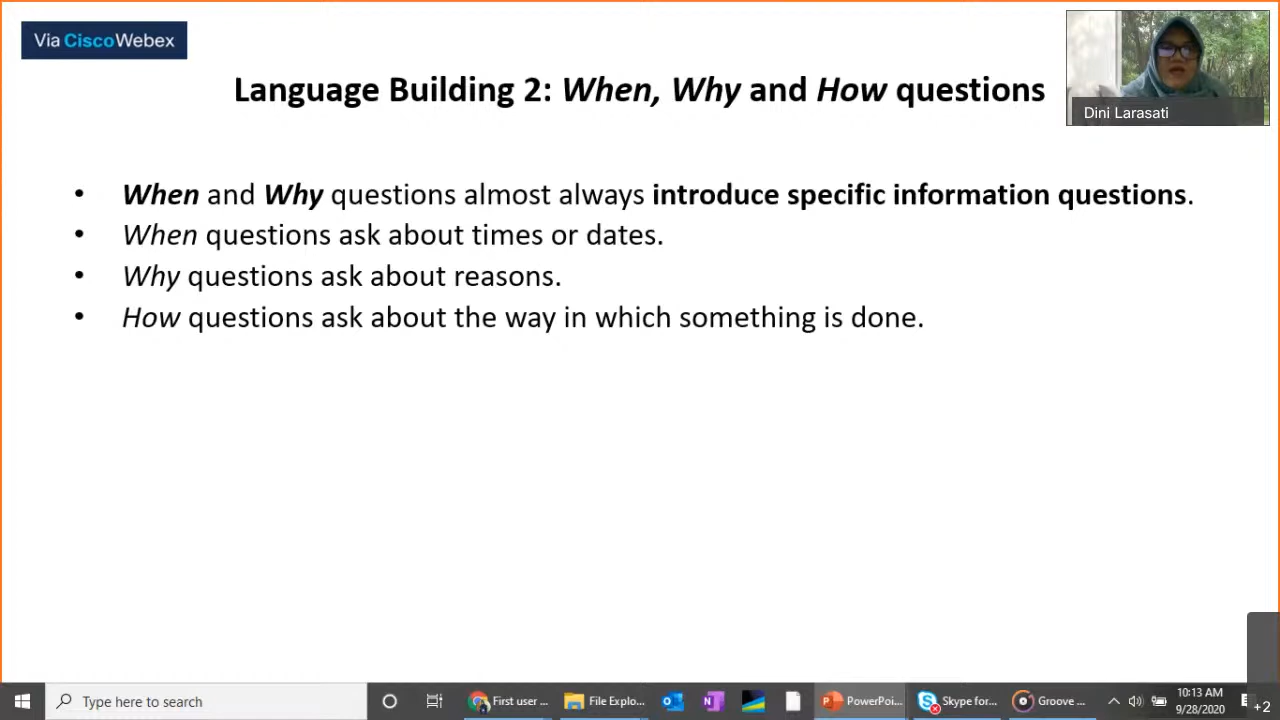 Via CiscoWebex
Language Building 2: When, Why and How questions
Dini Larasati
• When and Why questions almost always introduce specific information questions.
• When questions ask about times or dates.
• Why questions ask about reasons.
• How questions ask about the way in which something is done.
Type here to search
First user ...
File Explo...
PowerPoi...
Skype for...
Groove ...
10:13 AM
9/28/2020
+2